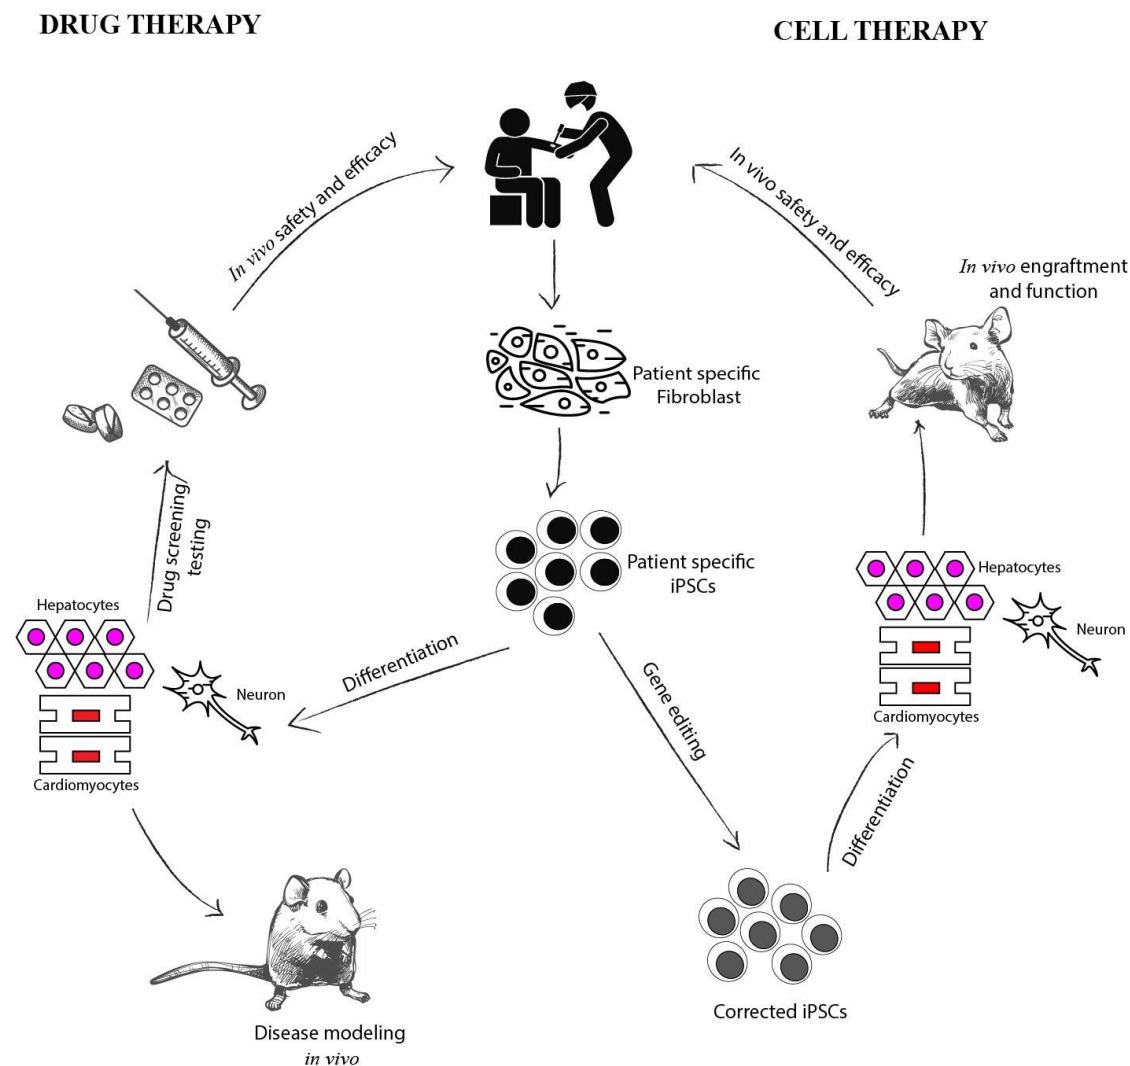 DRUG THERAPY
CELL THERAPY
In vivo safety and efficacy
In vivo safety and efficacy
In vivo engraftment
and function
Patient specific
Fibroblast
Drug screening/
testing
Patient specific
iPSCs
Hepatocytes
Neuron
Cardiomyocytes
Differentiation
Gene editing
Hepatocytes
Neuron
Cardiomyocytes
Differentiation
Corrected iPSCs
Disease modeling
in vivo